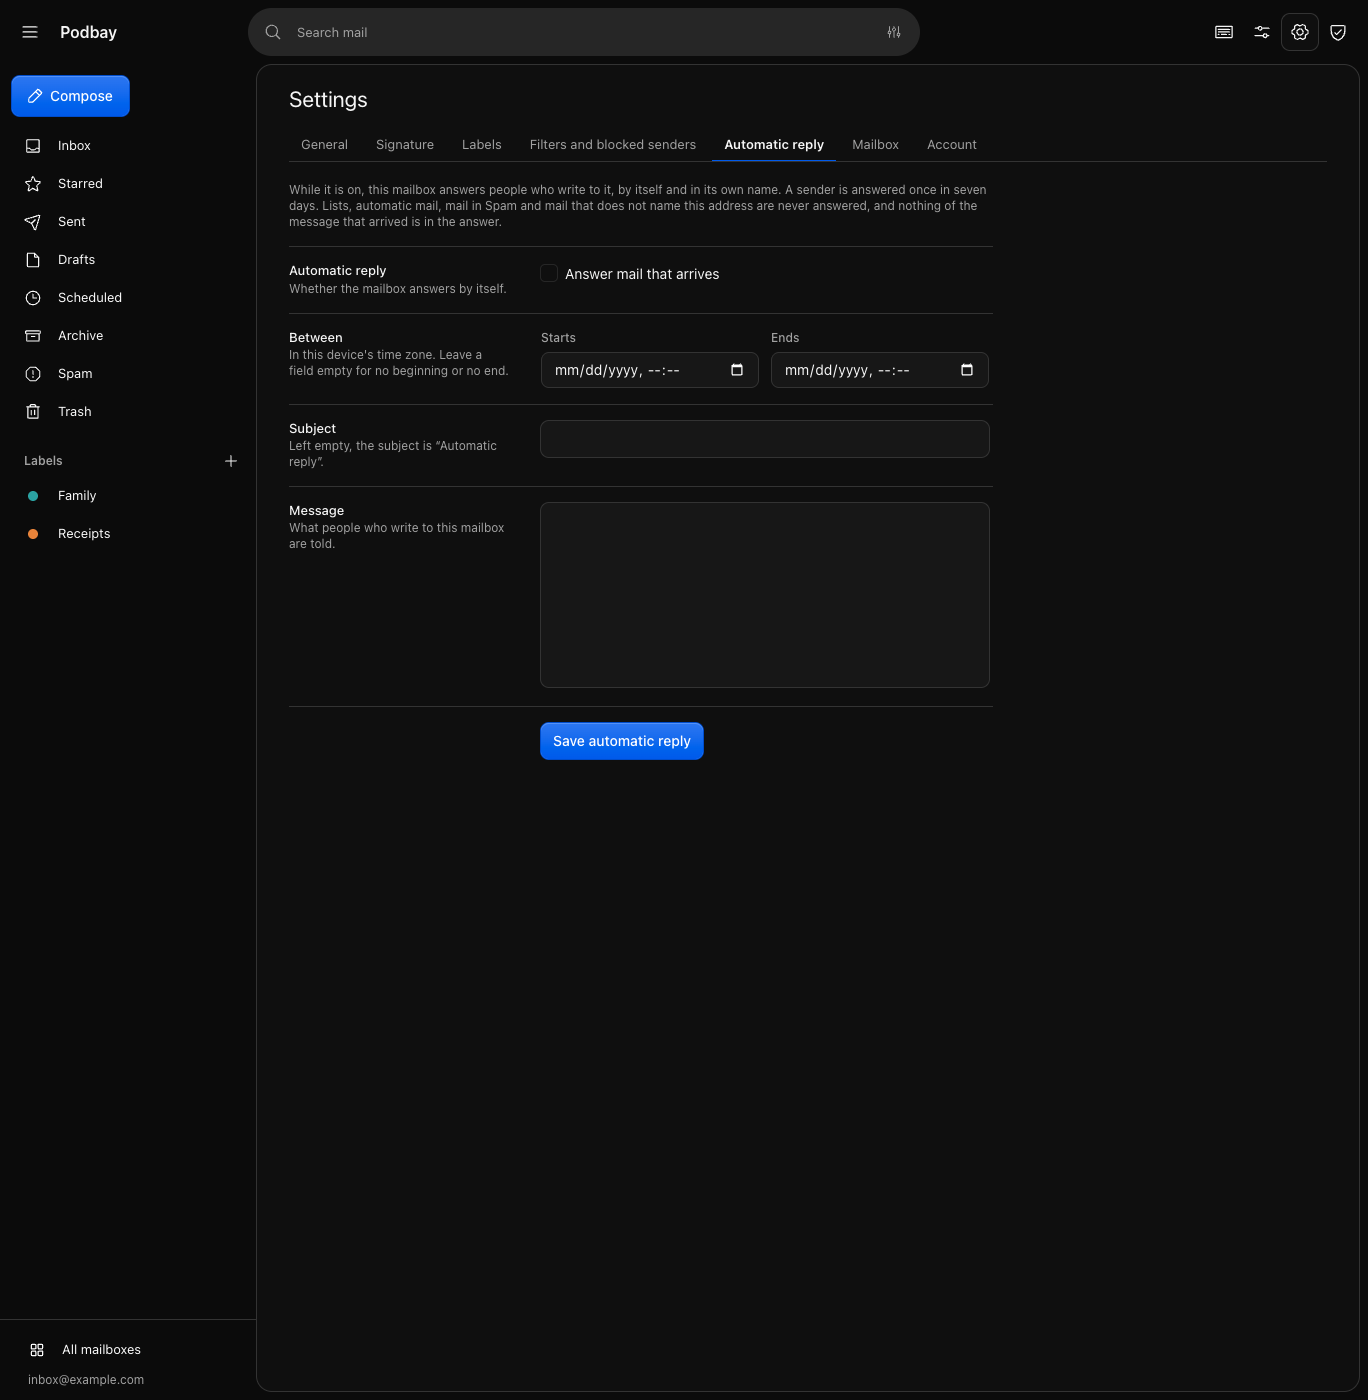 Podbay
Search mail
Compose
Inbox
Starred
Sent
Drafts
Scheduled
Archive
Spam
Trash
Labels
Family
Receipts
All mailboxes
inbox@example.com
Settings
General
Signature
Labels
Filters and blocked senders
Automatic reply
Mailbox
Account
While it is on, this mailbox answers people who write to it, by itself and in its own name. A sender is answered once in seven
days. Lists, automatic mail, mail in Spam and mail that does not name this address are never answered, and nothing of the
message that arrived is in the answer.
Automatic reply
Whether the mailbox answers by itself.
Answer mail that arrives
Between
In this device's time zone. Leave a
field empty for no beginning or no end.
Starts
mm/dd/yyyy, --:--
Ends
mm/dd/yyyy, --:--
Subject
Left empty, the subject is “Automatic
reply”.
Message
What people who write to this mailbox
are told.
Save automatic reply